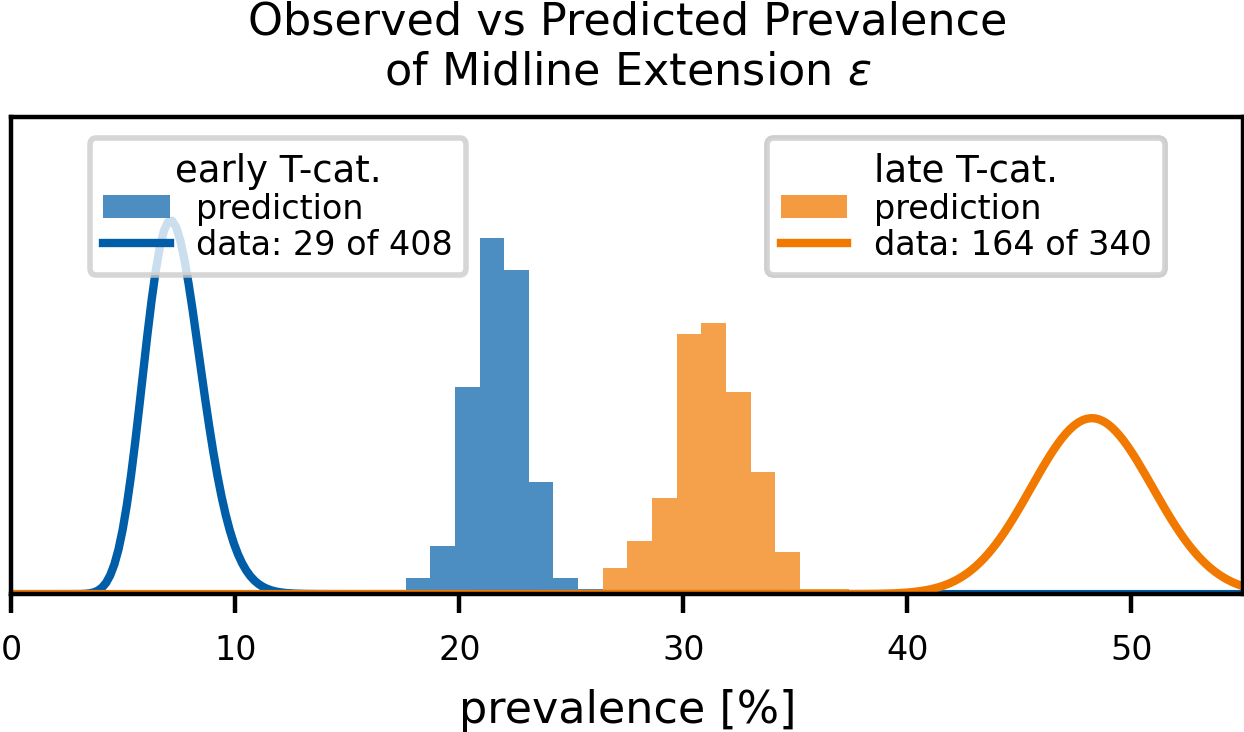 Observed vs Predicted Prevalence
of Midline Extension ε
early T-cat.
prediction
data: 29 of 408
late T-cat.
prediction
data: 164 of 340
0 10 20 30 40 50
prevalence [%]